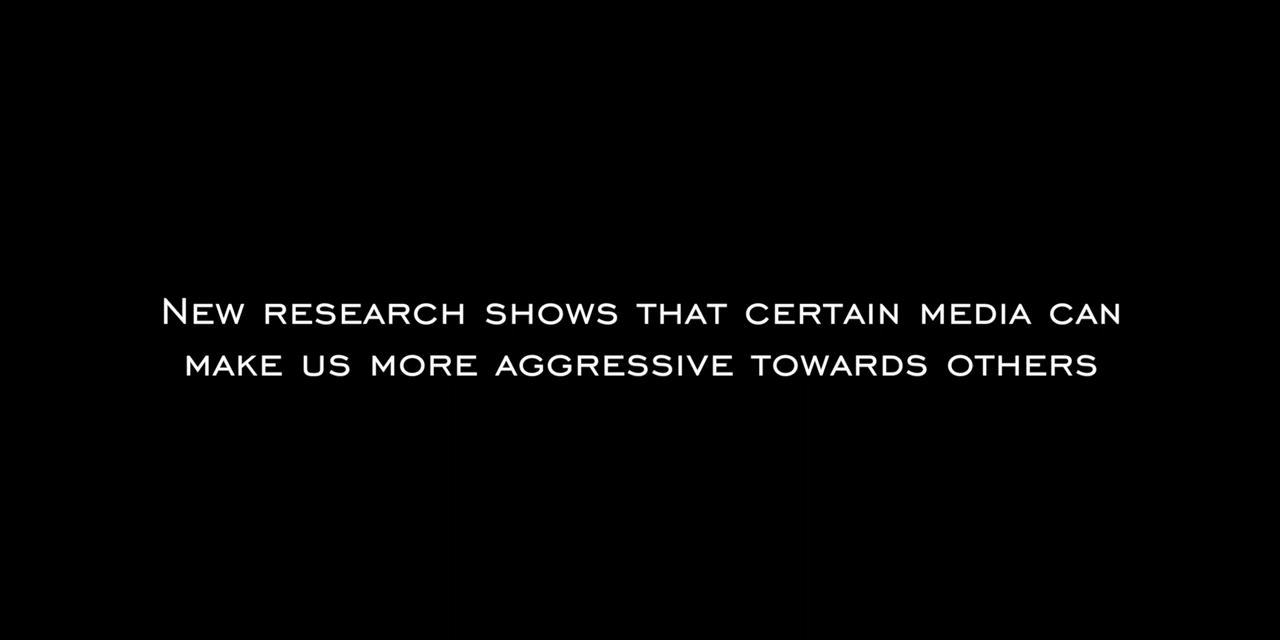 New research shows that certain media can
make us more aggressive towards others